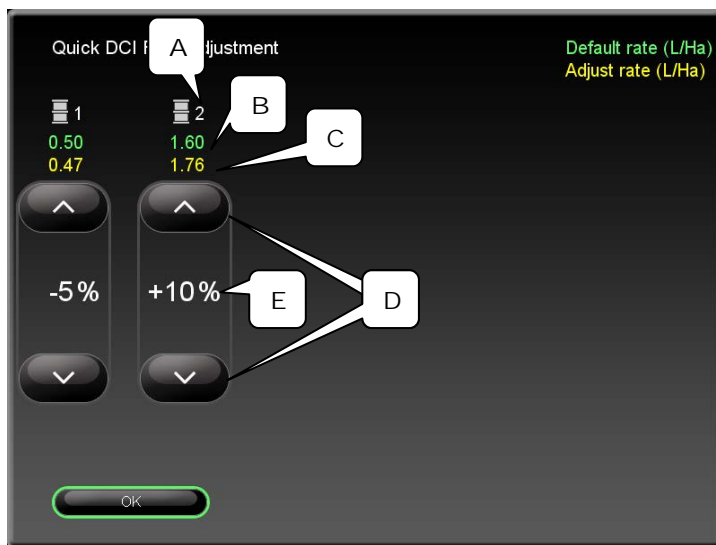 Quick DCI justment
Default rate (L/Ha)
Adjust rate (L/Ha)
A
1
2
B
0.50
1.60
C
0.47
1.76
-5%
+10%
E
D
OK